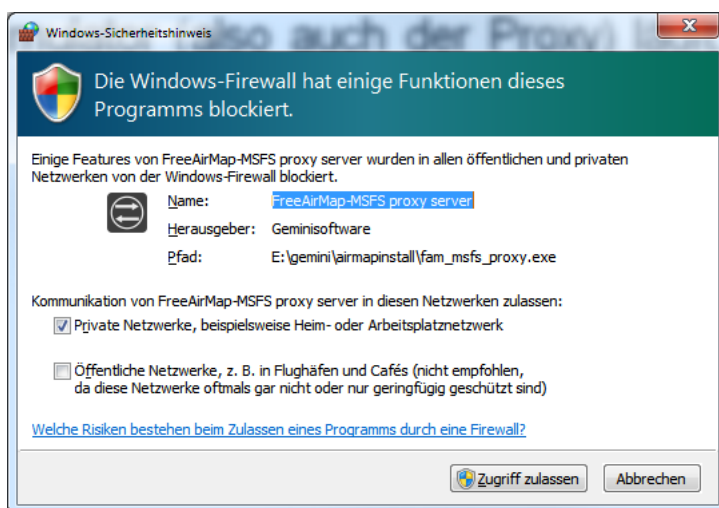 Windows-Sicherheitshinweis
(also auch der Proxy)
Die Windows-Firewall hat einige Funktionen dieses
Programms blockiert.
Einige Features von FreeAirMap-MSFS proxy server wurden in allen öffentlichen und privaten
Netzwerken von der Windows-Firewall blockiert.
Name: FreeAirMap-MSFS proxy server
Herausgeber: Geminisoftware
Pfad: E:\gemini\airmapinstall\fam_msfs_proxy.exe
Kommunikation von FreeAirMap-MSFS proxy server in diesen Netzwerken zulassen:
Private Netzwerke, beispielsweise Heim- oder Arbeitsplatznetzwerk
Öffentliche Netzwerke, z. B. in Flughäfen und Cafés (nicht empfohlen,
da diese Netzwerke oftmals gar nicht oder nur geringfügig geschützt sind)
Welche Risiken bestehen beim Zulassen eines Programms durch eine Firewall?
Zugriff zulassen Abbrechen